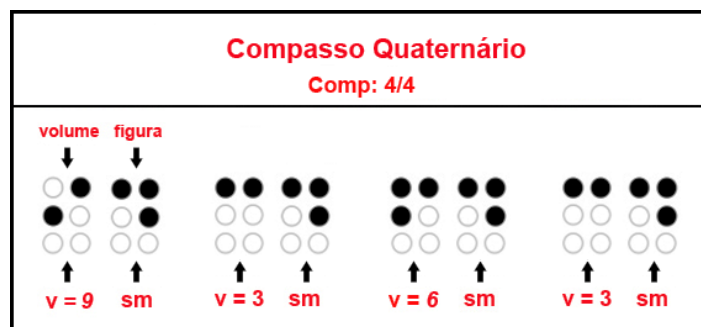 Compasso Quaternário
Comp: 4/4
volume figura
v = 9 sm v = 3 sm v = 6 sm v = 3 sm